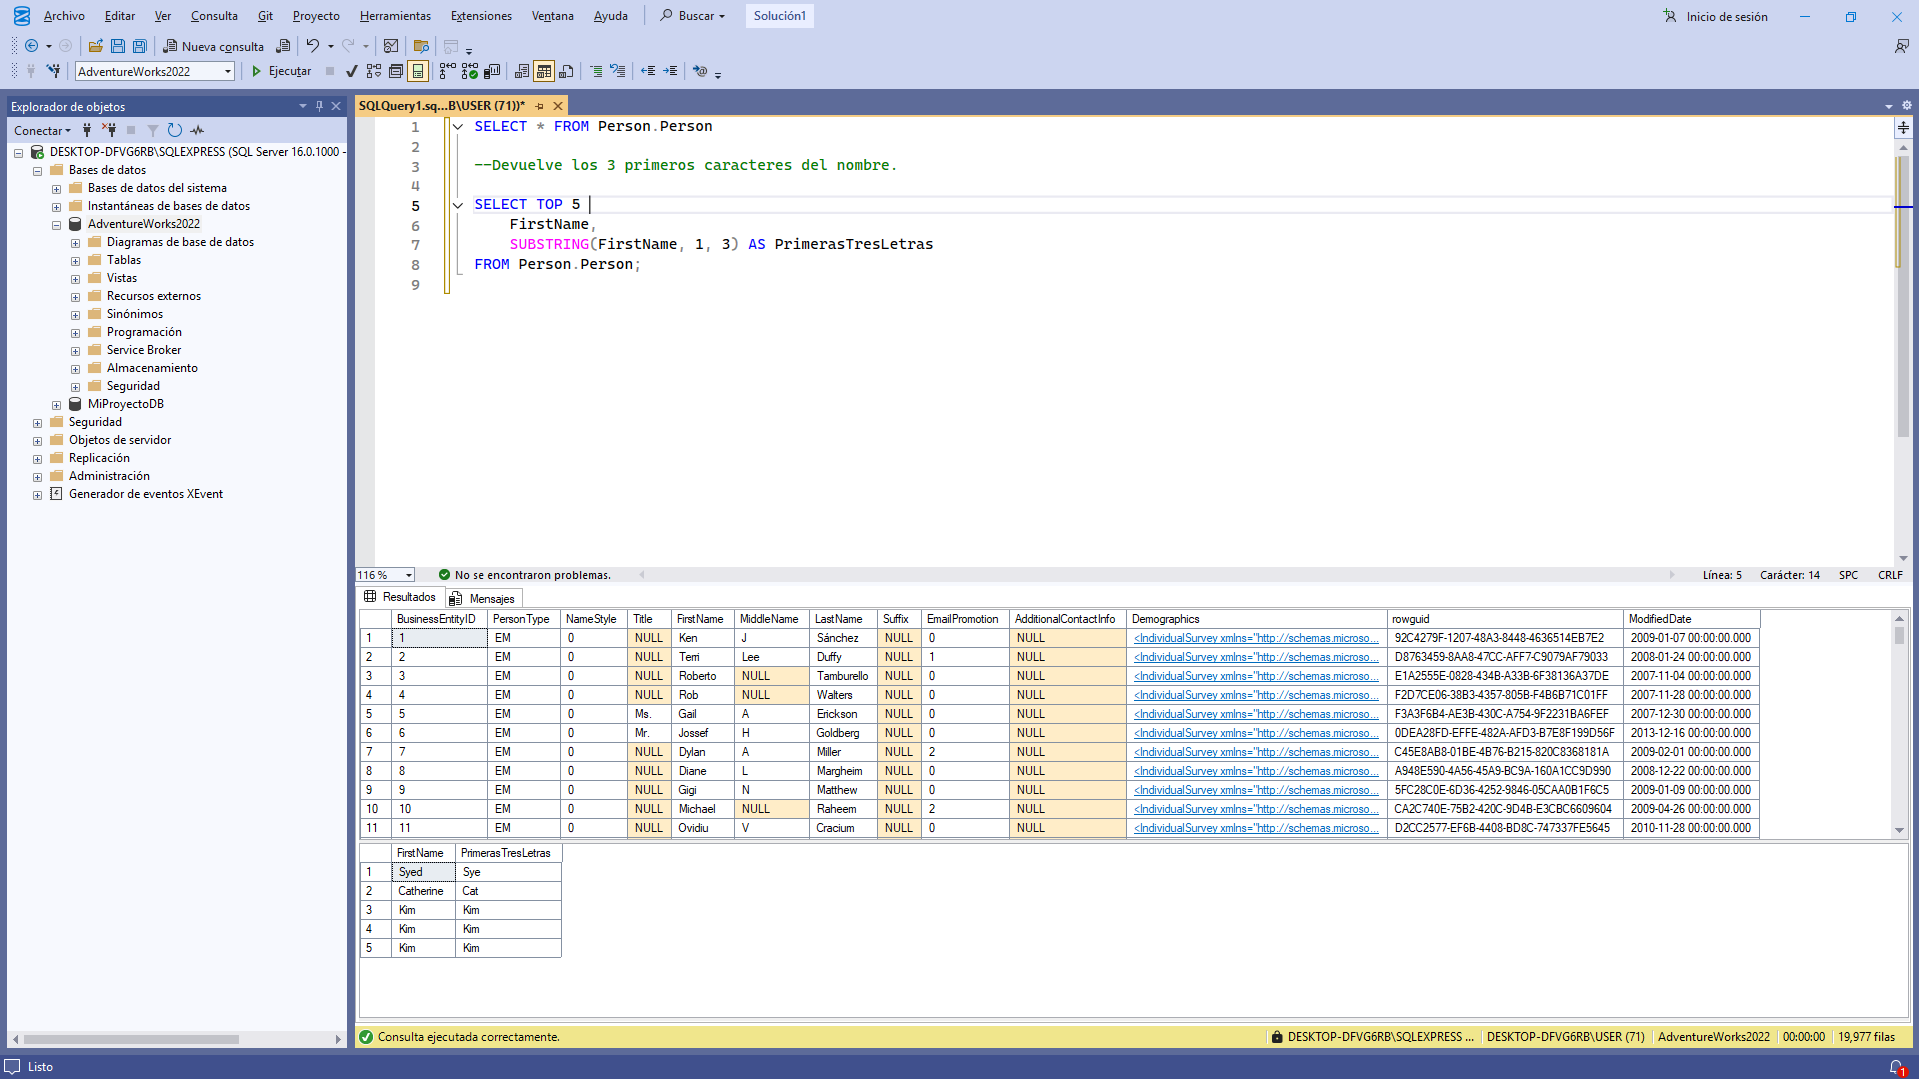 Archivo Editar Ver Consulta Git Proyecto Herramientas Extensiones Ventana Ayuda Buscar Solución1 Inicio de sesión
Nueva consulta
AdventureWorks2022 Ejecutar
Explorador de objetos
Conectar
DESKTOP-DFVG6RB\SQLEXPRESS (SQL Server 16.0.1000 -
Bases de datos
Bases de datos del sistema
Instantáneas de bases de datos
AdventureWorks2022
Diagramas de base de datos
Tablas
Vistas
Recursos externos
Sinónimos
Programación
Service Broker
Almacenamiento
Seguridad
MiProyectoDB
Seguridad
Objetos de servidor
Replicación
Administración
Generador de eventos XEvent
SQLQuery1.sq...B\USER (71))*
1 SELECT * FROM Person.Person
2
3 --Devuelve los 3 primeros caracteres del nombre.
4
5 SELECT TOP 5
6 FirstName,
7 SUBSTRING(FirstName, 1, 3) AS PrimerasTresLetras
8 FROM Person.Person;
9
116 % No se encontraron problemas. Línea: 5 Carácter: 14 SPC CRLF
Resultados Mensajes
BusinessEntityID PersonType NameStyle Title FirstName MiddleName LastName Suffix EmailPromotion AdditionalContactInfo Demographics rowguid ModifiedDate
1 1 EM 0 NULL Ken J Sánchez NULL 0 NULL <IndividualSurvey xmlns="http://schemas.microso... 92C4279F-1207-48A3-8448-4636514EB7E2 2009-01-07 00:00:00.000
2 2 EM 0 NULL Terri Lee Duffy NULL 1 NULL <IndividualSurvey xmlns="http://schemas.microso... D8763459-8AA8-47CC-AFF7-C9079AF79033 2008-01-24 00:00:00.000
3 3 EM 0 NULL Roberto NULL Tamburello NULL 0 NULL <IndividualSurvey xmlns="http://schemas.microso... E1A2555E-0828-434B-A33B-6F38136A37DE 2007-11-04 00:00:00.000
4 4 EM 0 NULL Rob NULL Walters NULL 0 NULL <IndividualSurvey xmlns="http://schemas.microso... F2D7CE06-38B3-4357-805B-F4B6B71C01FF 2007-11-28 00:00:00.000
5 5 EM 0 Ms. Gail A Erickson NULL 0 NULL <IndividualSurvey xmlns="http://schemas.microso... F3A3F6B4-AE3B-430C-A754-9F2231BA6FEF 2007-12-30 00:00:00.000
6 6 EM 0 Mr. Jossef H Goldberg NULL 0 NULL <IndividualSurvey xmlns="http://schemas.microso... 0DEA28FD-EFFE-482A-AFD3-B7E8F199D56F 2013-12-16 00:00:00.000
7 7 EM 0 NULL Dylan A Miller NULL 2 NULL <IndividualSurvey xmlns="http://schemas.microso... C45E8AB8-01BE-4B76-B215-820C8368181A 2009-02-01 00:00:00.000
8 8 EM 0 NULL Diane L Margheim NULL 0 NULL <IndividualSurvey xmlns="http://schemas.microso... A948E590-4A56-45A9-BC9A-160A1CC9D990 2008-12-22 00:00:00.000
9 9 EM 0 NULL Gigi N Matthew NULL 0 NULL <IndividualSurvey xmlns="http://schemas.microso... 5FC28C0E-6D36-4252-9846-05CAA0B1F6C5 2009-01-09 00:00:00.000
10 10 EM 0 NULL Michael NULL Raheem NULL 2 NULL <IndividualSurvey xmlns="http://schemas.microso... CA2C740E-75B2-420C-9D4B-E3CBC6609604 2009-04-26 00:00:00.000
11 11 EM 0 NULL Ovidiu V Cracium NULL 0 NULL <IndividualSurvey xmlns="http://schemas.microso... D2CC2577-EF6B-4408-BD8C-747337FE5645 2010-11-28 00:00:00.000
FirstName PrimerasTresLetras
1 Syed Sye
2 Catherine Cat
3 Kim Kim
4 Kim Kim
5 Kim Kim
Consulta ejecutada correctamente. DESKTOP-DFVG6RB\SQLEXPRESS ... DESKTOP-DFVG6RB\USER (71) AdventureWorks2022 00:00:00 19,977 filas
Listo 1